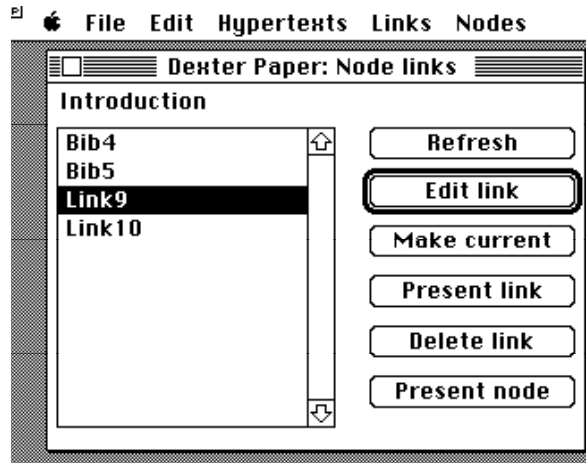 File Edit Hypertexts Links Nodes
Dexter Paper: Node links
Introduction
Bib4
Bib5
Link9
Link10
Refresh
Edit link
Make current
Present link
Delete link
Present node